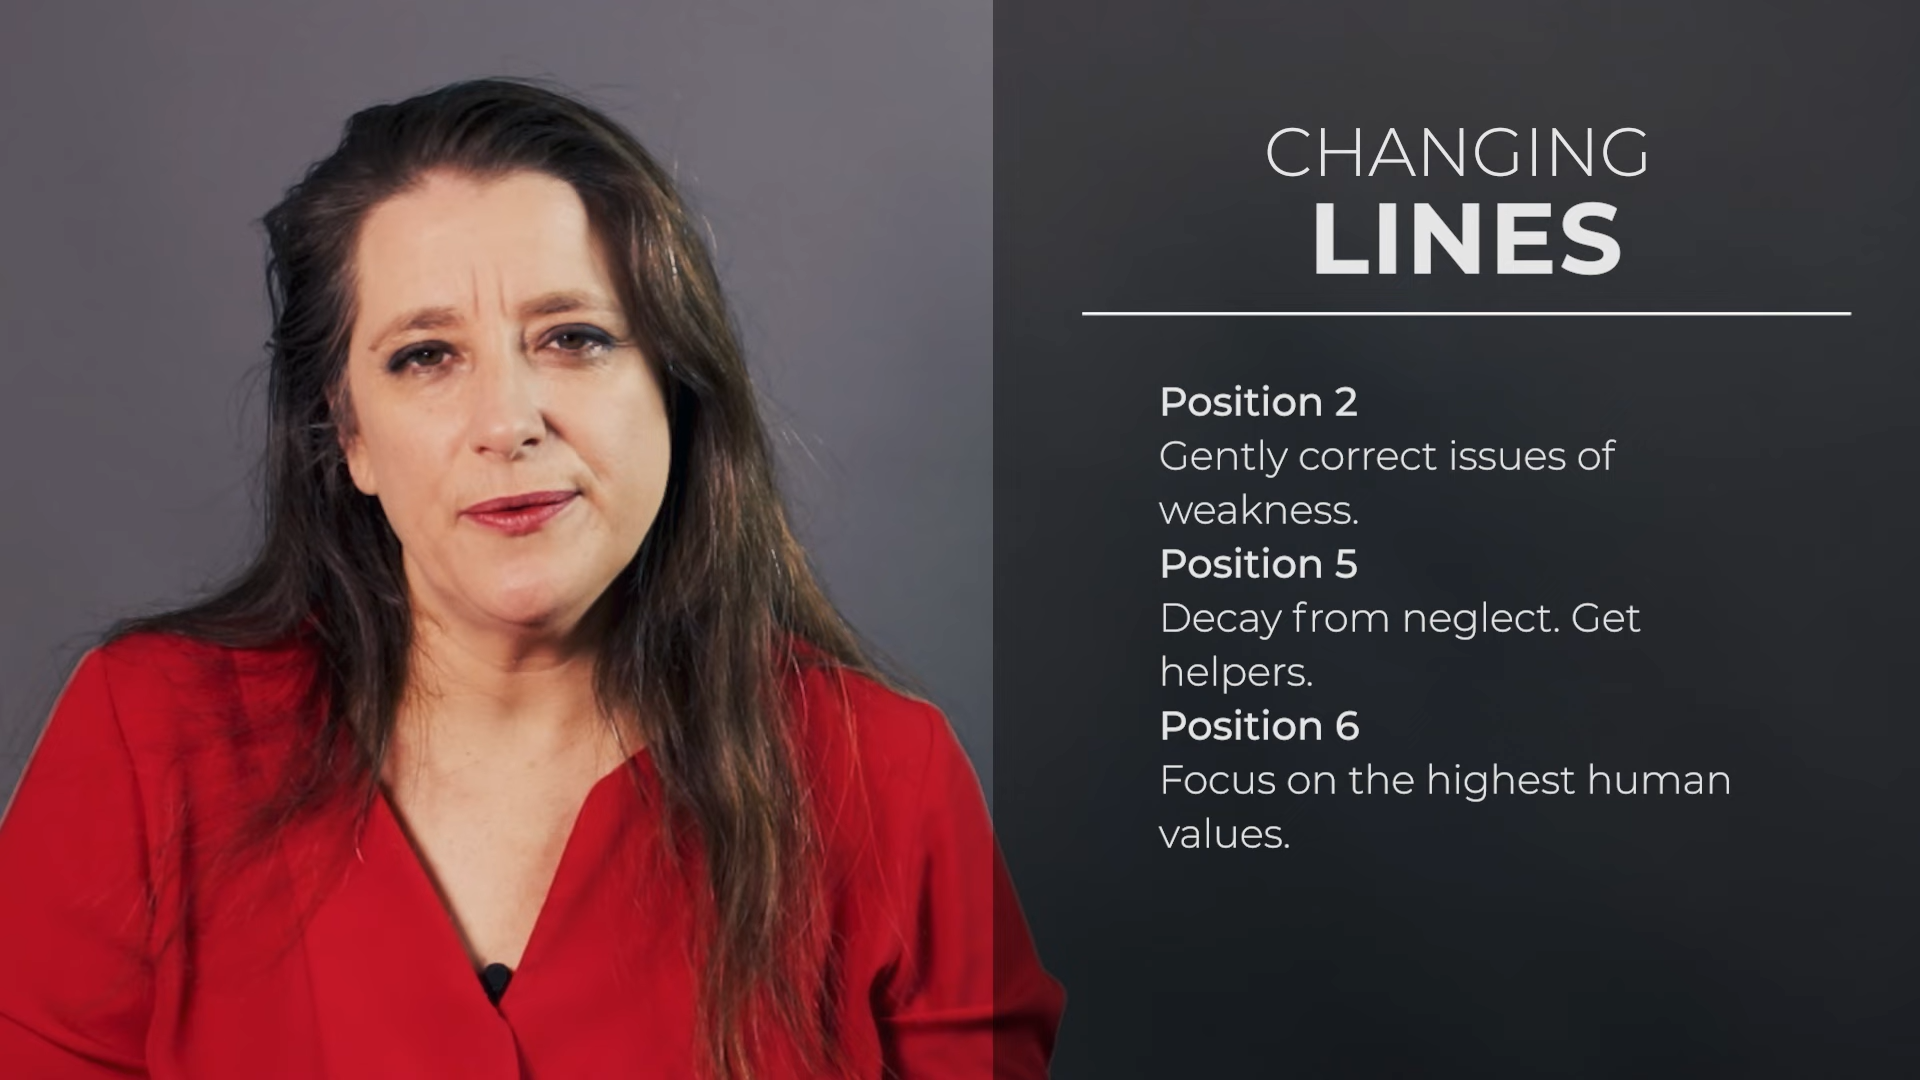 CHANGING
LINES
Position 2
Gently correct issues of
weakness.
Position 5
Decay from neglect. Get
helpers.
Position 6
Focus on the highest human
values.